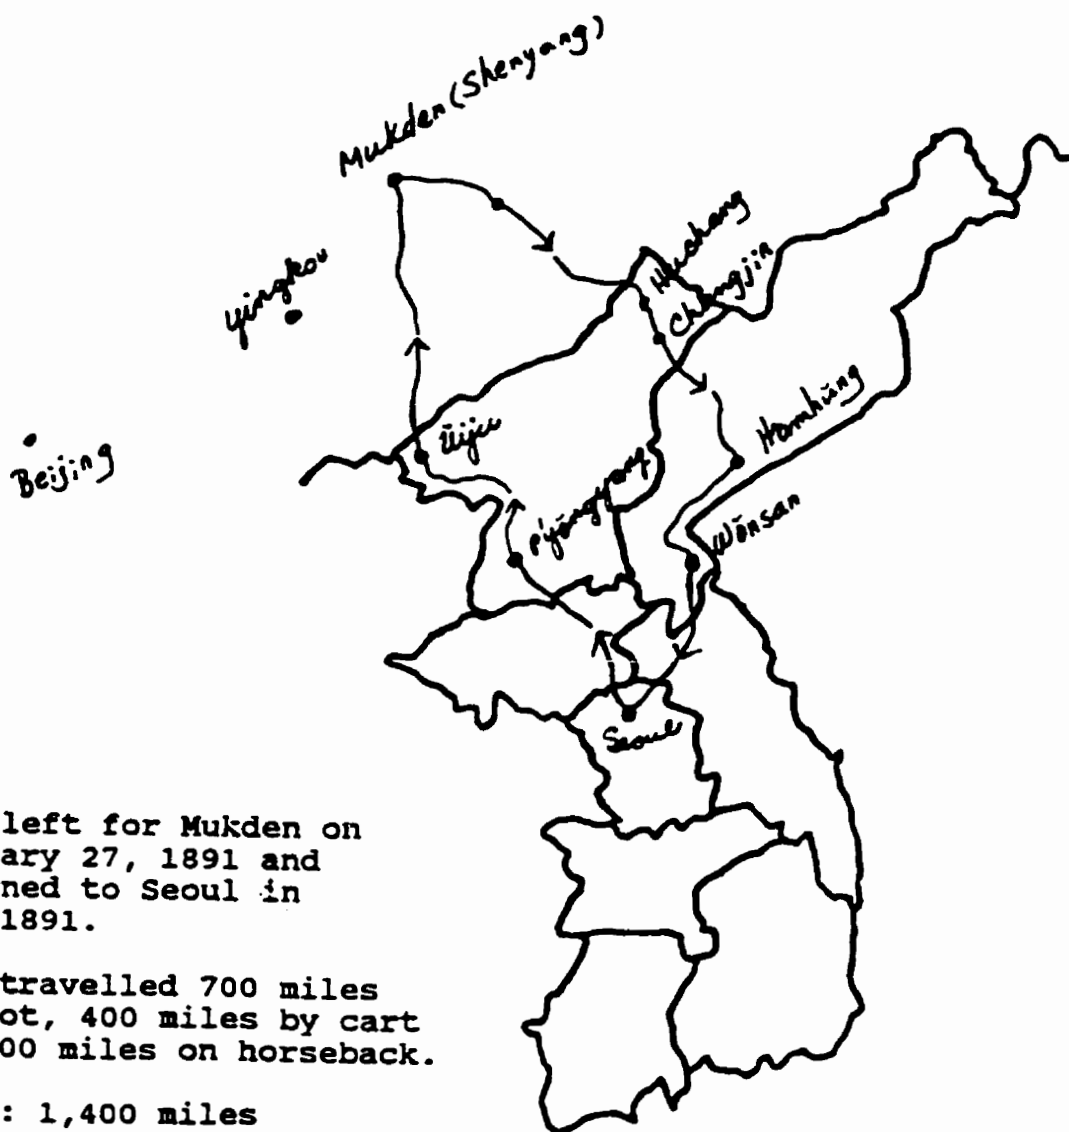 Mukden (Shenyang)
Yingkou
Huchang
Changjin
Hamhŭng
Ŭiju
Beijing
P'yŏngyang
Wŏnsan
Seoul
left for Mukden on
ary 27, 1891 and
ned to Seoul in
1891.
travelled 700 miles
ot, 400 miles by cart
00 miles on horseback.
: 1,400 miles